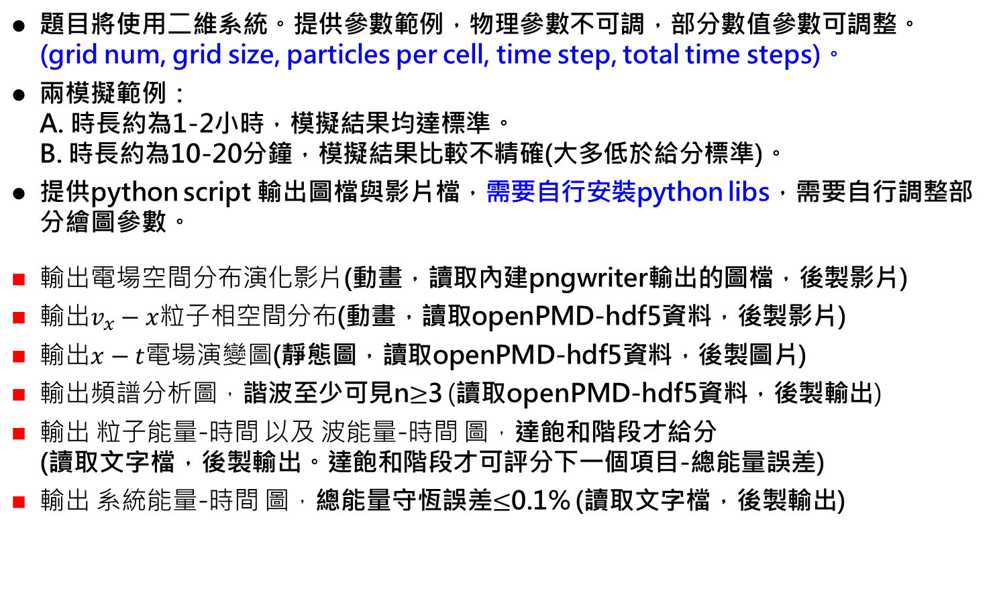 ● 題目將使用二維系統。提供參數範例，物理參數不可調，部分數值參數可調整。
(grid num, grid size, particles per cell, time step, total time steps)。
● 兩模擬範例：
A. 時長約為1-2小時，模擬結果均達標準。
B. 時長約為10-20分鐘，模擬結果比較不精確(大多低於給分標準)。
● 提供python script 輸出圖檔與影片檔，需要自行安裝python libs，需要自行調整部
分繪圖參數。
■ 輸出電場空間分布演化影片(動畫，讀取內建pngwriter輸出的圖檔，後製影片)
■ 輸出𝑣ₓ − 𝑥粒子相空間分布(動畫，讀取openPMD-hdf5資料，後製影片)
■ 輸出𝑥 − 𝑡電場演變圖(靜態圖，讀取openPMD-hdf5資料，後製圖片)
■ 輸出頻譜分析圖，諧波至少可見n≥3 (讀取openPMD-hdf5資料，後製輸出)
■ 輸出 粒子能量-時間 以及 波能量-時間 圖，達飽和階段才給分
(讀取文字檔，後製輸出。達飽和階段才可評分下一個項目-總能量誤差)
■ 輸出 系統能量-時間 圖，總能量守恆誤差≤0.1% (讀取文字檔，後製輸出)